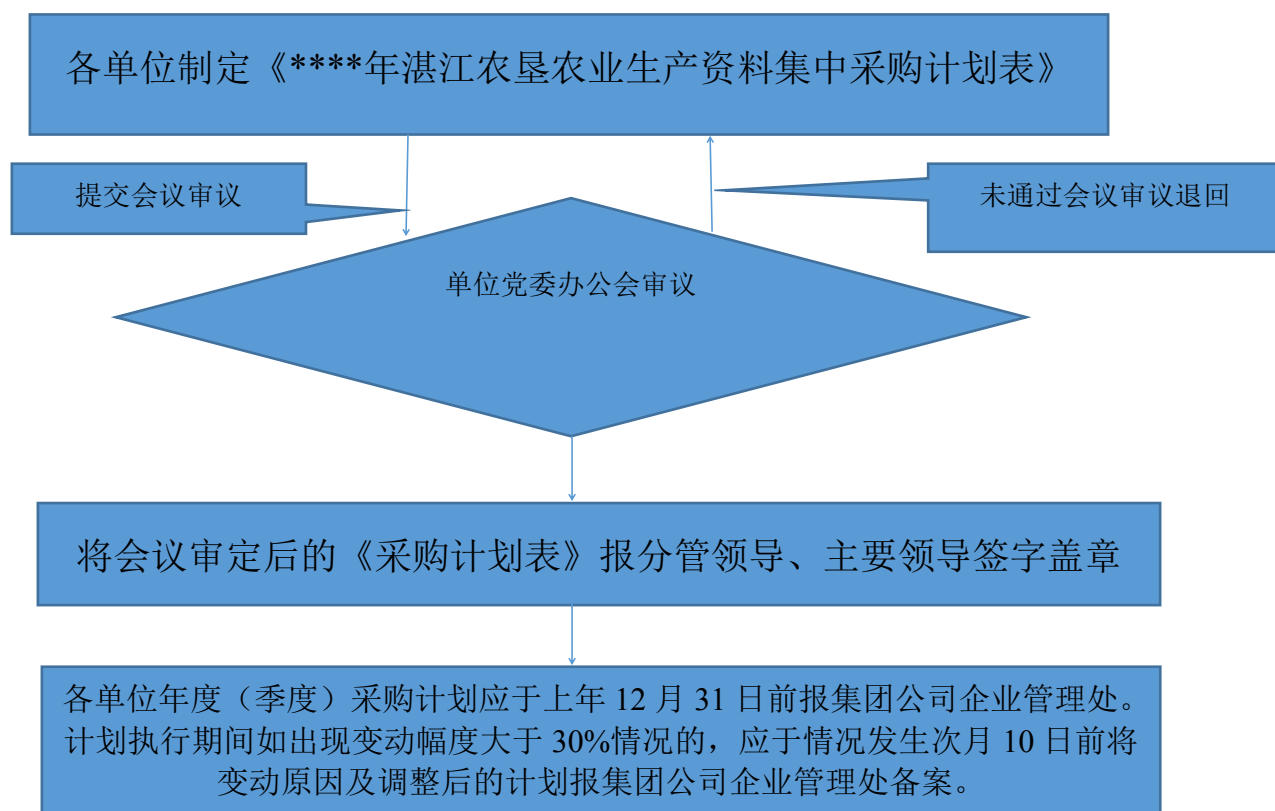 各单位制定《****年湛江农垦农业生产资料集中采购计划表》
提交会议审议
未通过会议审议退回
单位党委办公会审议
将会议审定后的《采购计划表》报分管领导、主要领导签字盖章
各单位年度（季度）采购计划应于上年 12 月 31 日前报集团公司企业管理处。
计划执行期间如出现变动幅度大于 30%情况的，应于情况发生次月 10 日前将
变动原因及调整后的计划报集团公司企业管理处备案。